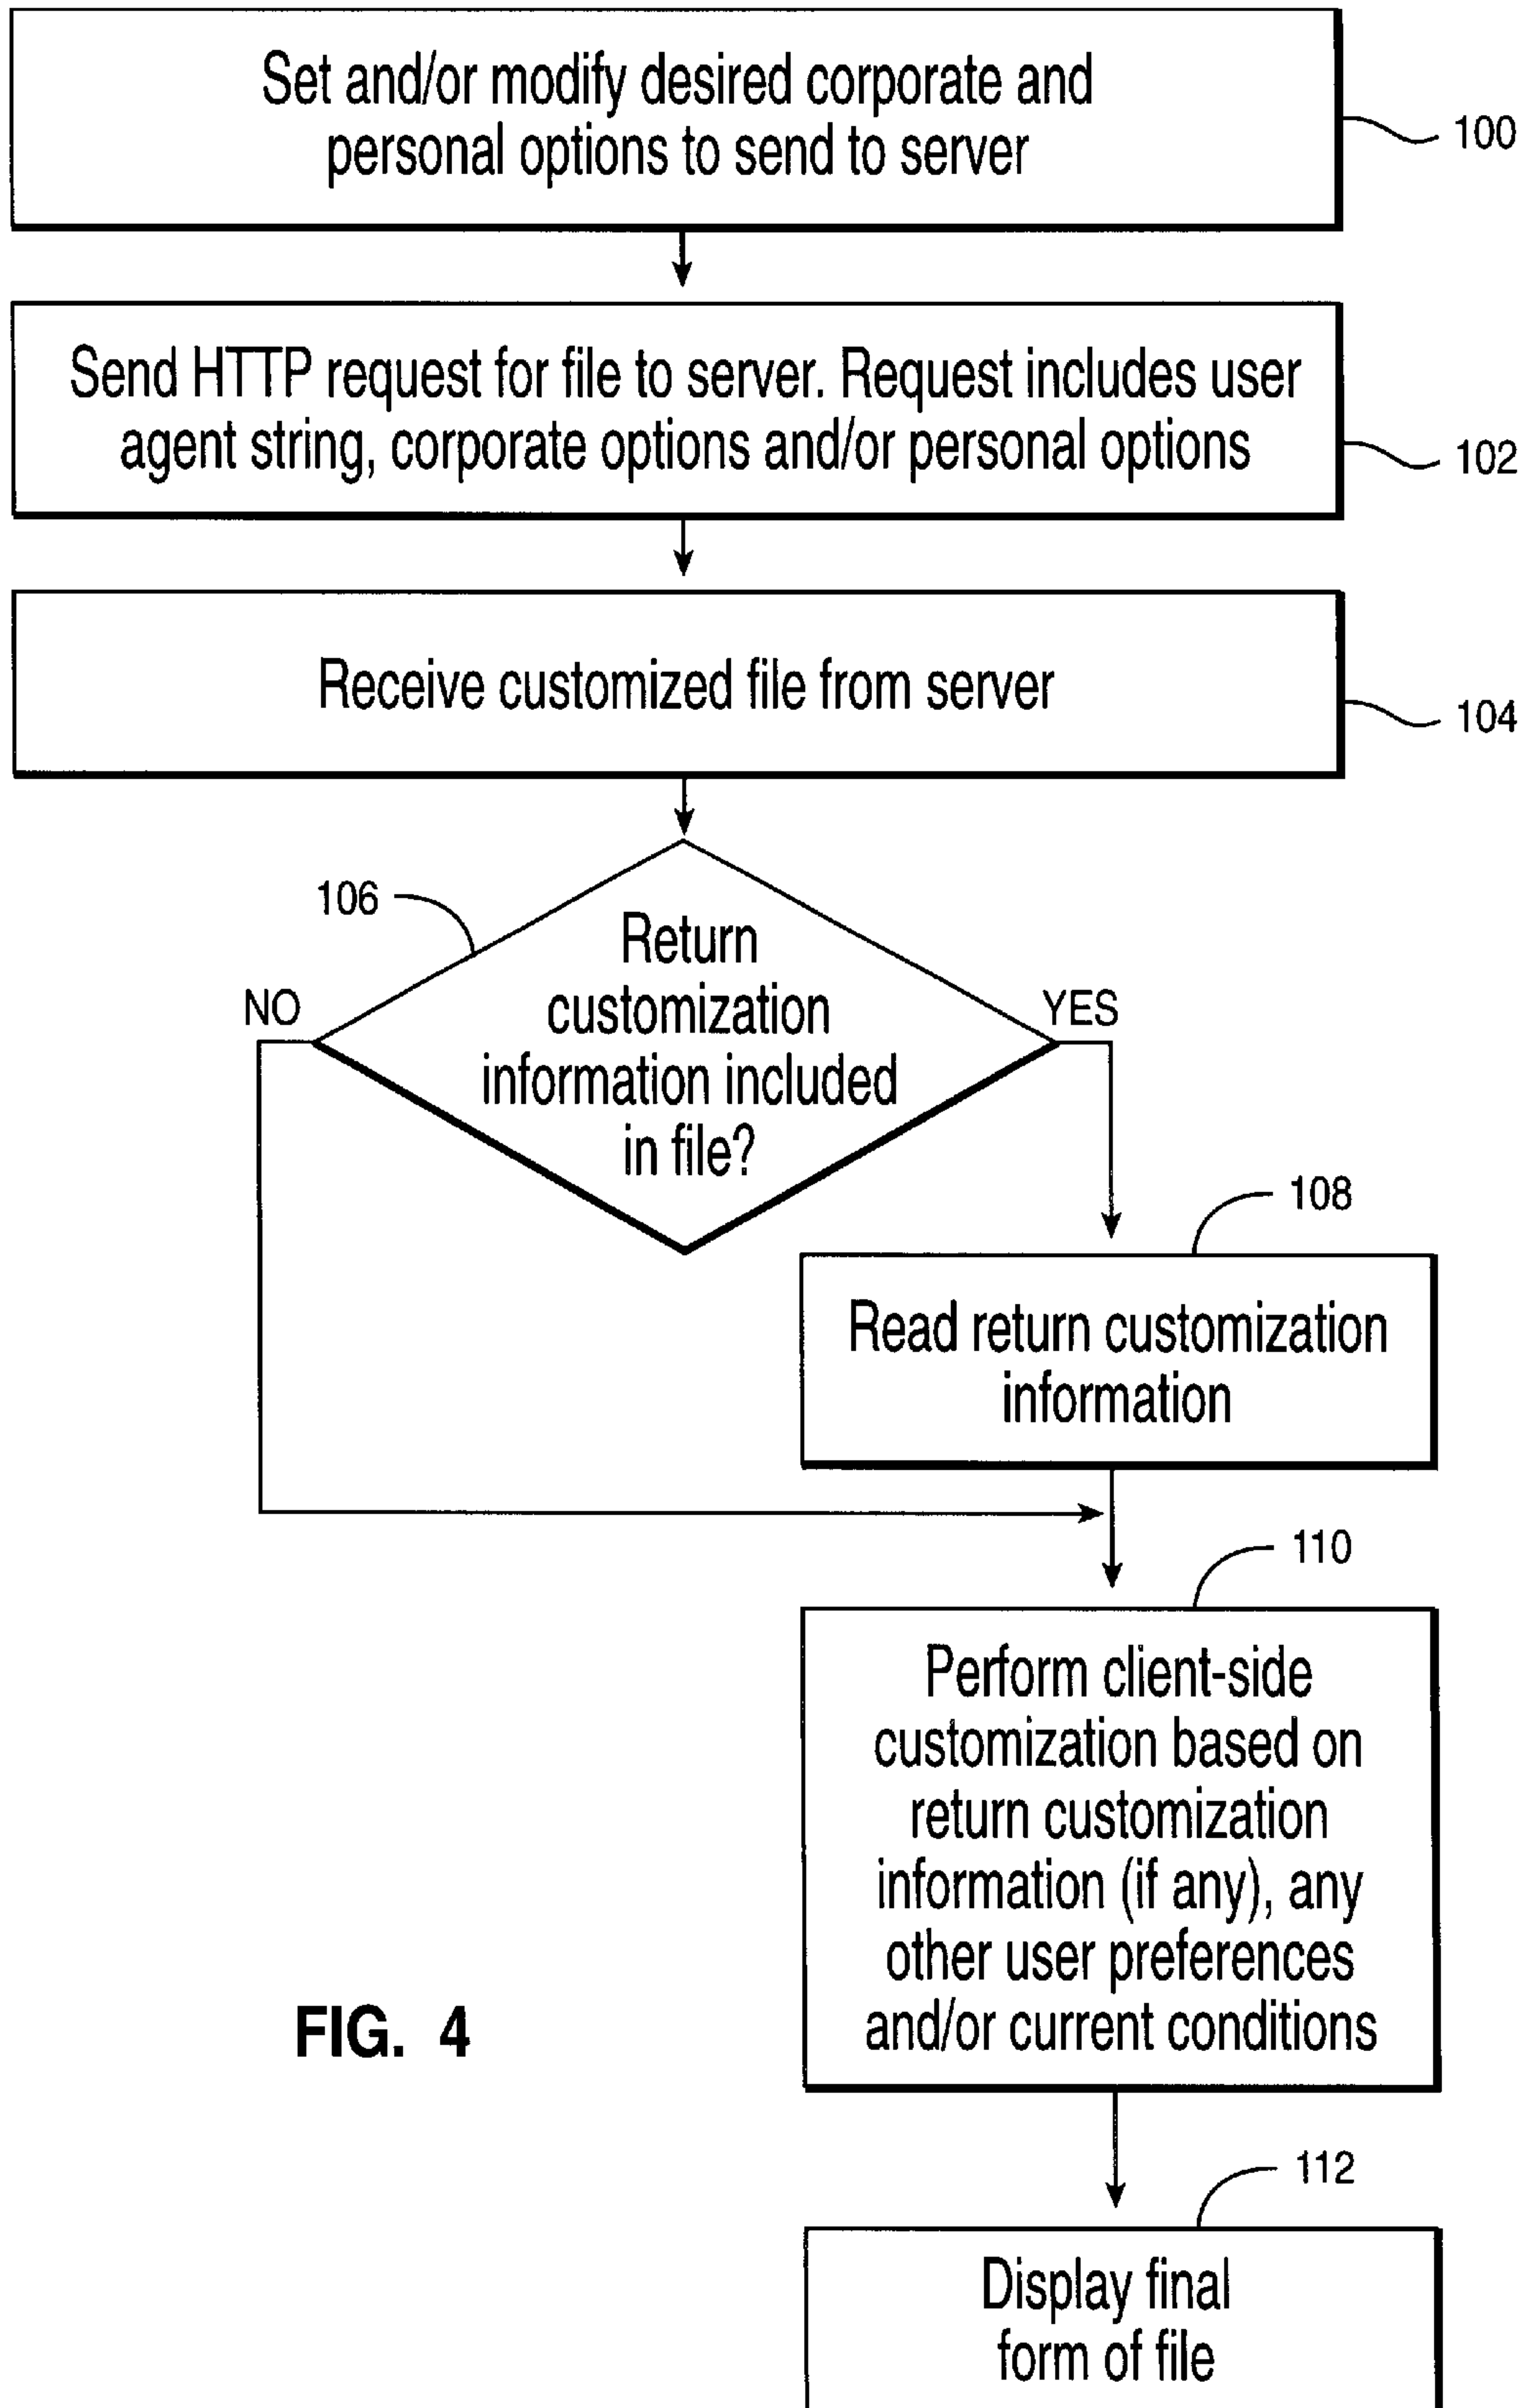 Set and/or modify desired corporate and
personal options to send to server
100
Send HTTP request for file to server. Request includes user
agent string, corporate options and/or personal options
102
Receive customized file from server
104
106
Return
customization
information included
in file?
NO
YES
108
Read return customization
information
110
Perform client-side
customization based on
return customization
information (if any), any
other user preferences
and/or current conditions
FIG. 4
112
Display final
form of file